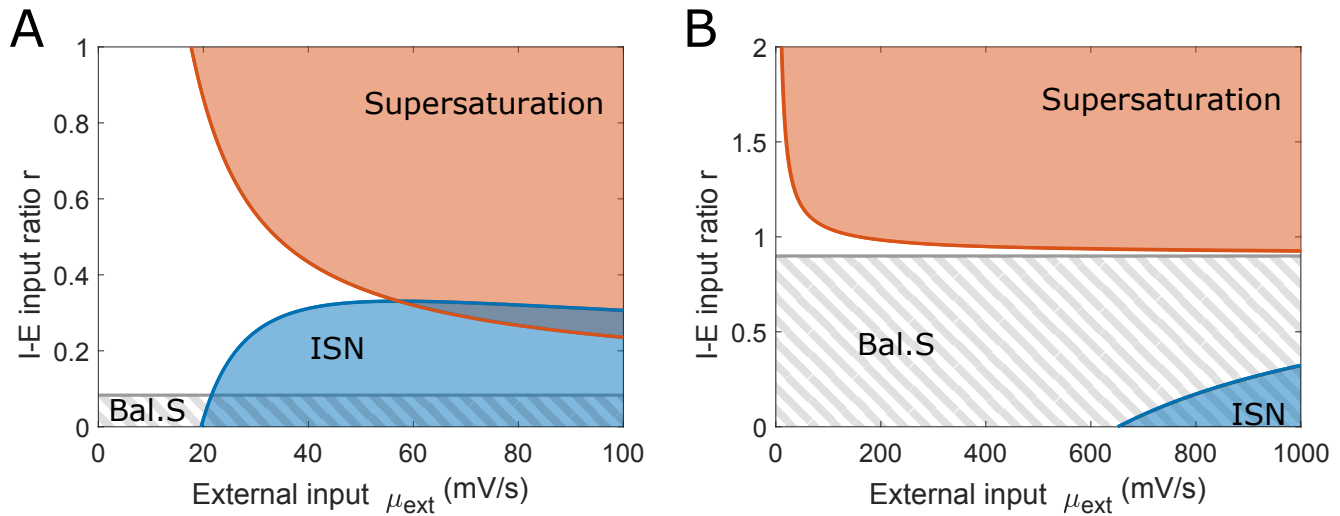 A
I-E input ratio r
1
0.8
0.6
0.4
0.2
0
Supersaturation
ISN
Bal.S
0 20 40 60 80 100
External input μext (mV/s)
B
I-E input ratio r
2
1.5
1
0.5
0
Supersaturation
Bal.S
ISN
0 200 400 600 800 1000
External input μext (mV/s)